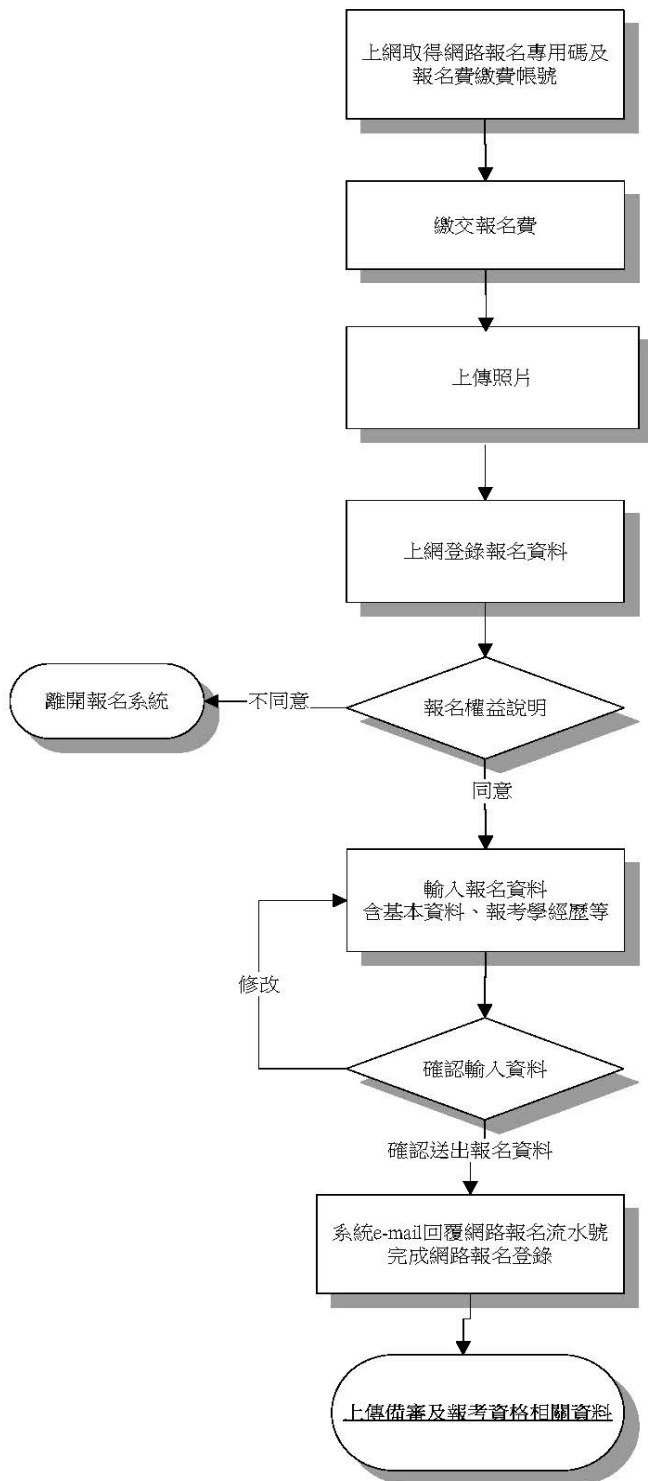 上網取得網路報名專用碼及
報名費繳費帳號
繳交報名費
上傳照片
上網登錄報名資料
報名權益說明
不同意
離開報名系統
同意
輸入報名資料
含基本資料、報考學經歷等
修改
確認輸入資料
確認送出報名資料
系統e-mail回覆網路報名流水號
完成網路報名登錄
上傳備審及報考資格相關資料